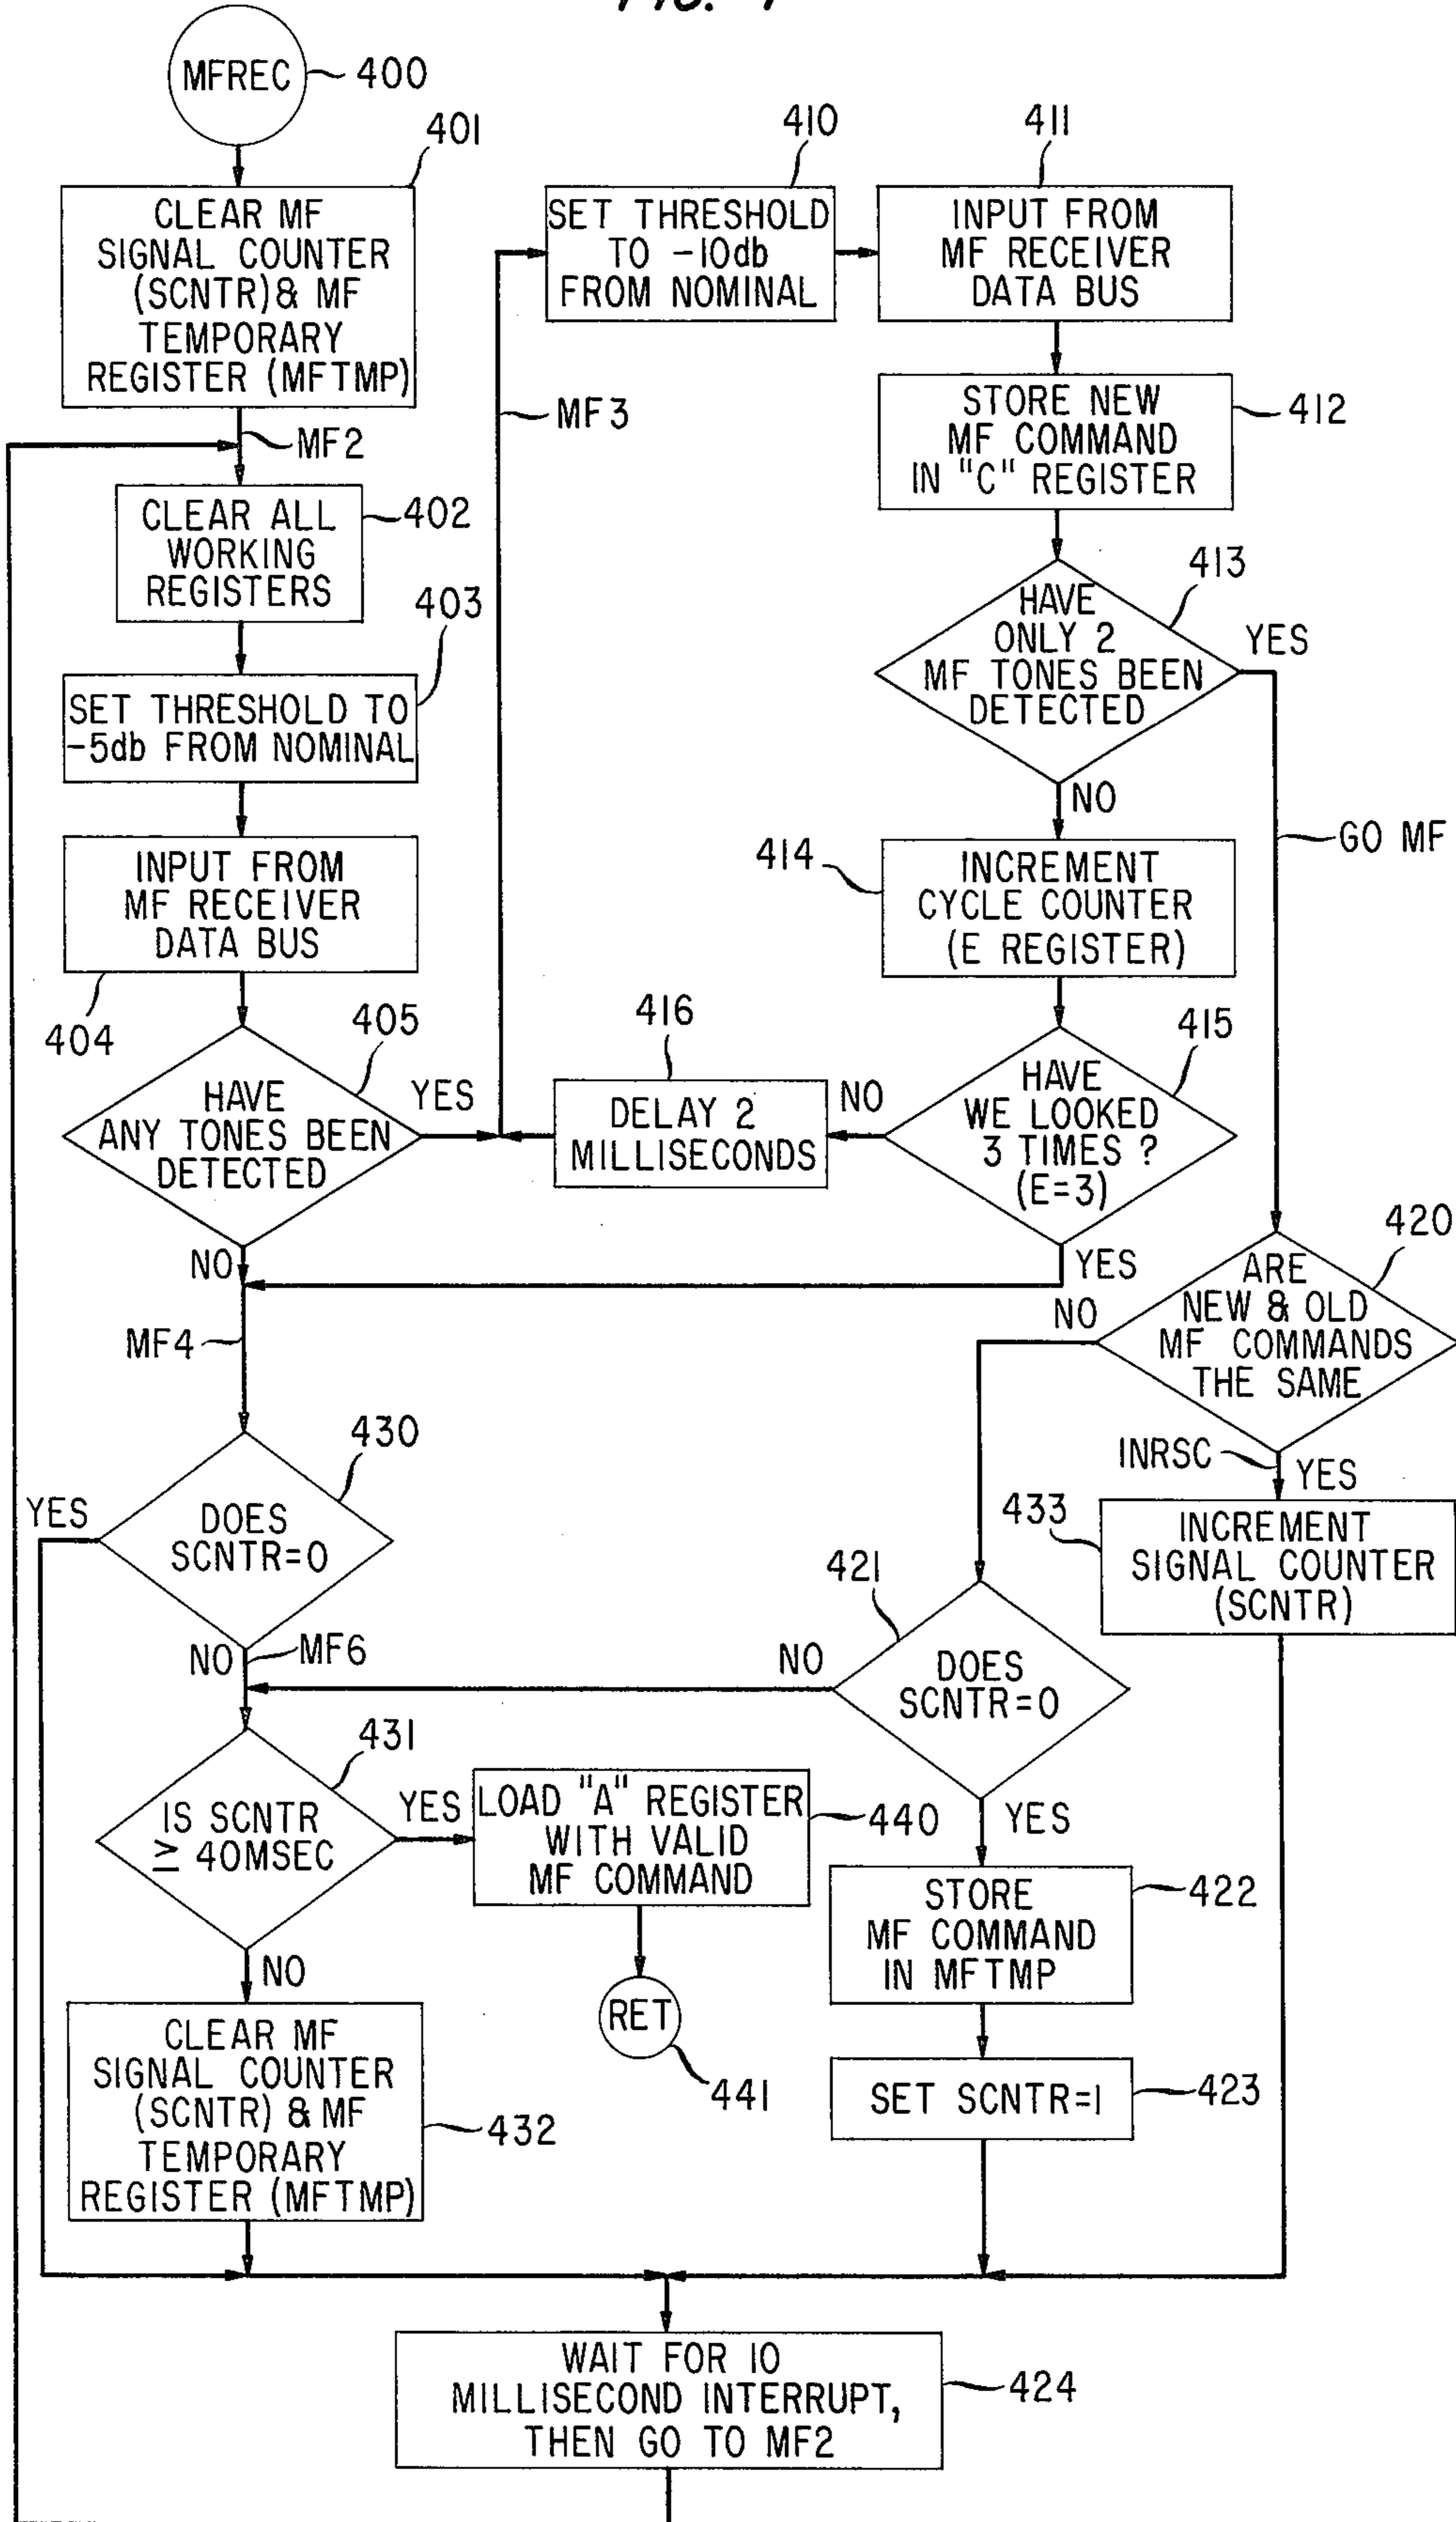 FIG. 4
MFREC
400
401
CLEAR MF
SIGNAL COUNTER
(SCNTR)& MF
TEMPORARY
REGISTER (MFTMP)
MF2
CLEAR ALL
WORKING
REGISTERS
402
403
SET THRESHOLD TO
-5db FROM NOMINAL
INPUT FROM
MF RECEIVER
DATA BUS
404
405
HAVE
ANY TONES BEEN
DETECTED
YES
NO
MF3
MF4
410
SET THRESHOLD
TO -10db
FROM NOMINAL
411
INPUT FROM
MF RECEIVER
DATA BUS
STORE NEW
MF COMMAND
IN "C" REGISTER
412
413
HAVE
ONLY 2
MF TONES BEEN
DETECTED
YES
NO
GO MF
414
INCREMENT
CYCLE COUNTER
(E REGISTER)
415
HAVE
WE LOOKED
3 TIMES ?
(E=3)
NO
YES
416
DELAY 2
MILLISECONDS
420
ARE
NEW & OLD
MF COMMANDS
THE SAME
NO
INRSC
YES
433
INCREMENT
SIGNAL COUNTER
(SCNTR)
430
DOES
SCNTR=0
YES
NO
MF6
421
DOES
SCNTR=0
NO
YES
431
IS SCNTR
≥ 40MSEC
YES
NO
LOAD "A" REGISTER
WITH VALID
MF COMMAND
440
RET
441
STORE
MF COMMAND
IN MFTMP
422
SET SCNTR=1
423
CLEAR MF
SIGNAL COUNTER
(SCNTR) & MF
TEMPORARY
REGISTER (MFTMP)
432
WAIT FOR 10
MILLISECOND INTERRUPT,
THEN GO TO MF2
424